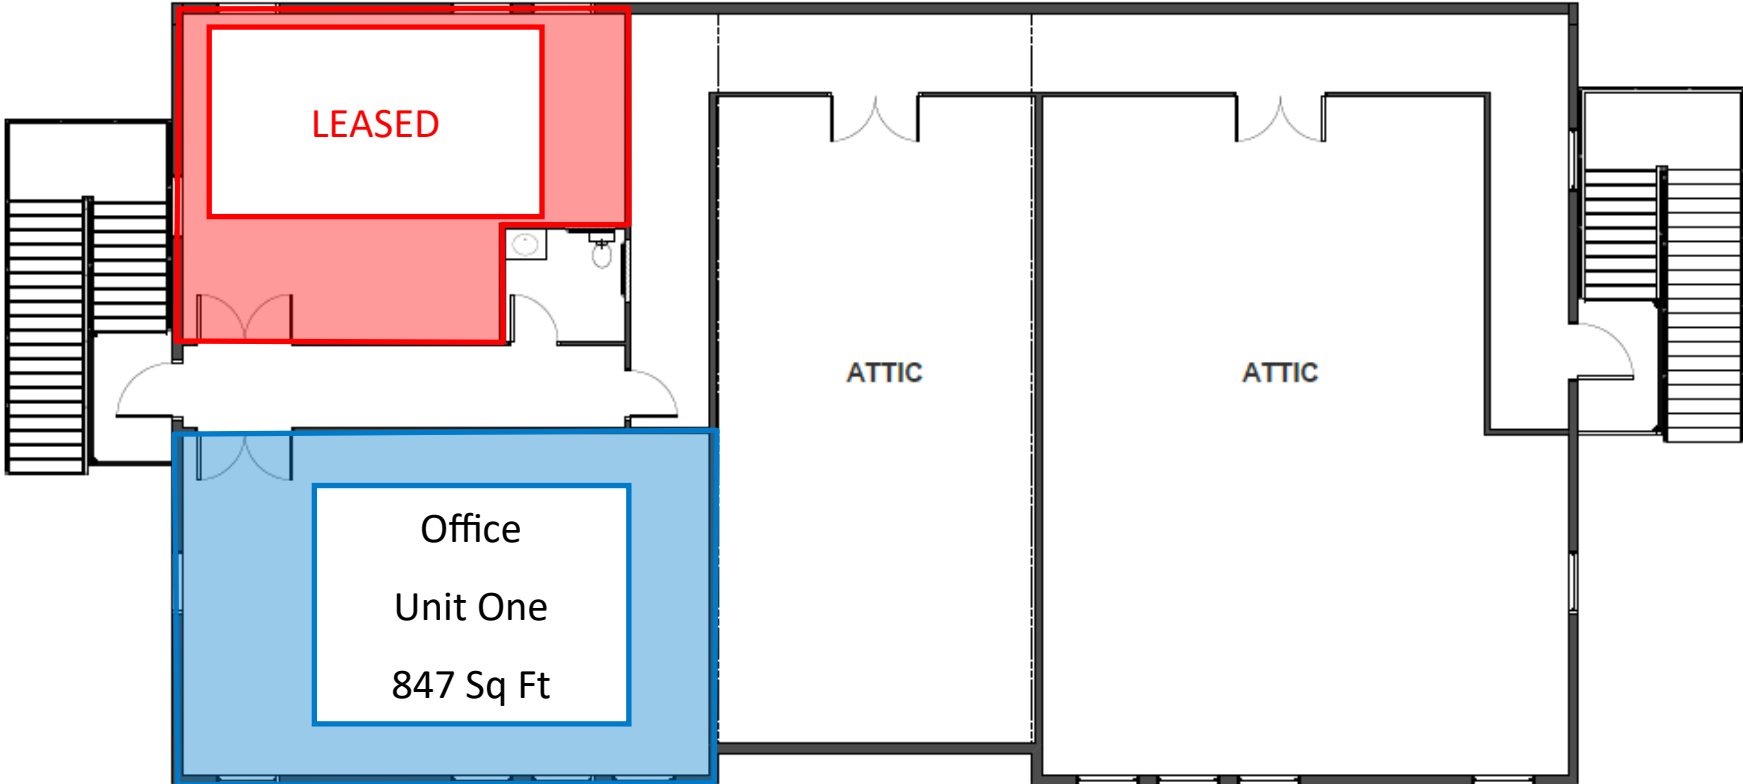 LEASED
ATTIC
ATTIC
Office
Unit One
847 Sq Ft